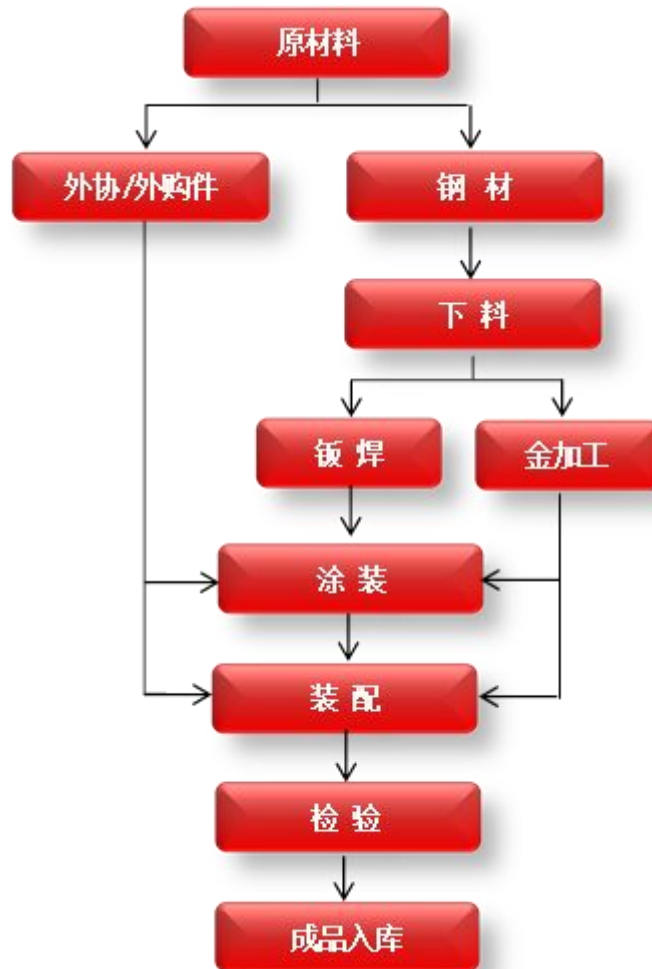 原材料
外协/外购件
钢 材
下 料
钣 焊
金加工
涂 装
装 配
检 验
成品入库